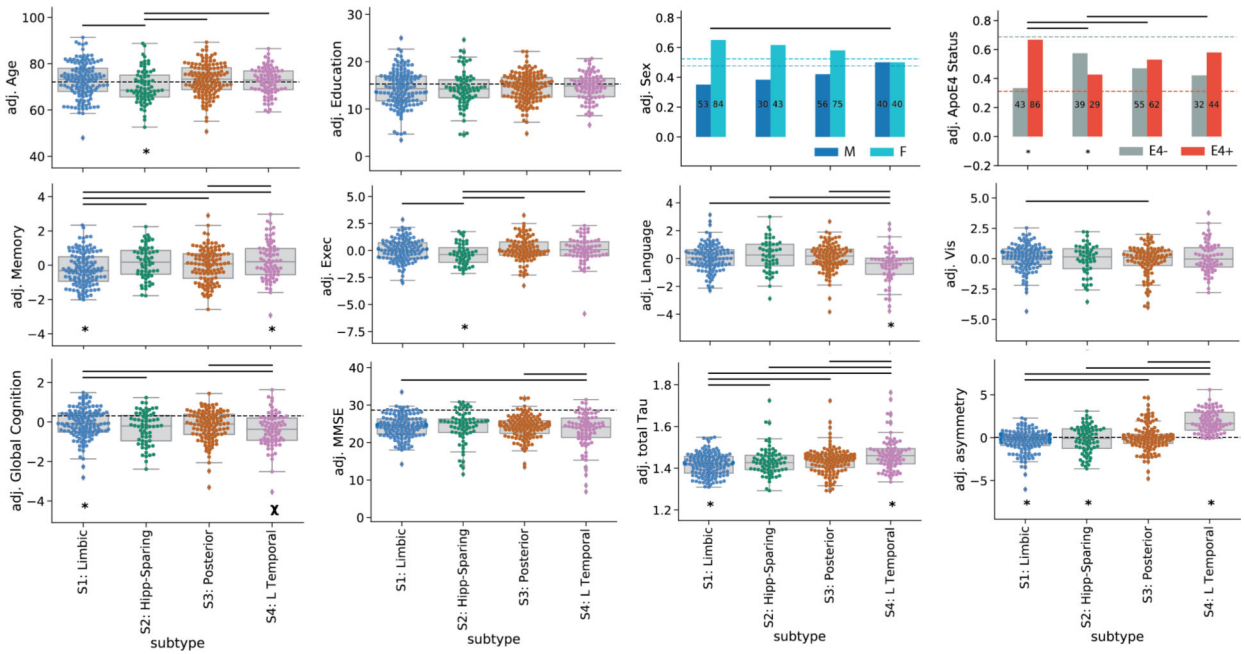 adj. Age
100
80
60
40
*
adj. Education
30
20
10
0
adj. Sex
0.8
0.6
0.4
0.2
0.0
53 84 30 43 56 75 40 40
M F
adj. ApoE4 Status
0.8
0.6
0.4
0.2
0.0
−0.2
43 86 39 29 55 62 32 44
* *
E4- E4+
adj. Memory
4
2
0
−2
−4
* *
adj. Exec
5.0
2.5
0.0
−2.5
−5.0
−7.5
*
adj. Language
4
2
0
−2
−4
*
adj. Vis
5.0
2.5
0.0
−2.5
−5.0
adj. Global Cognition
2
0
−2
−4
* χ
S1: Limbic
S2: Hipp-Sparing
S3: Posterior
S4: L Temporal
subtype
adj. MMSE
40
30
20
10
0
S1: Limbic
S2: Hipp-Sparing
S3: Posterior
S4: L Temporal
subtype
adj. total Tau
1.8
1.6
1.4
1.2
* *
S1: Limbic
S2: Hipp-Sparing
S3: Posterior
S4: L Temporal
subtype
adj. asymmetry
5
0
−5
* * *
S1: Limbic
S2: Hipp-Sparing
S3: Posterior
S4: L Temporal
subtype